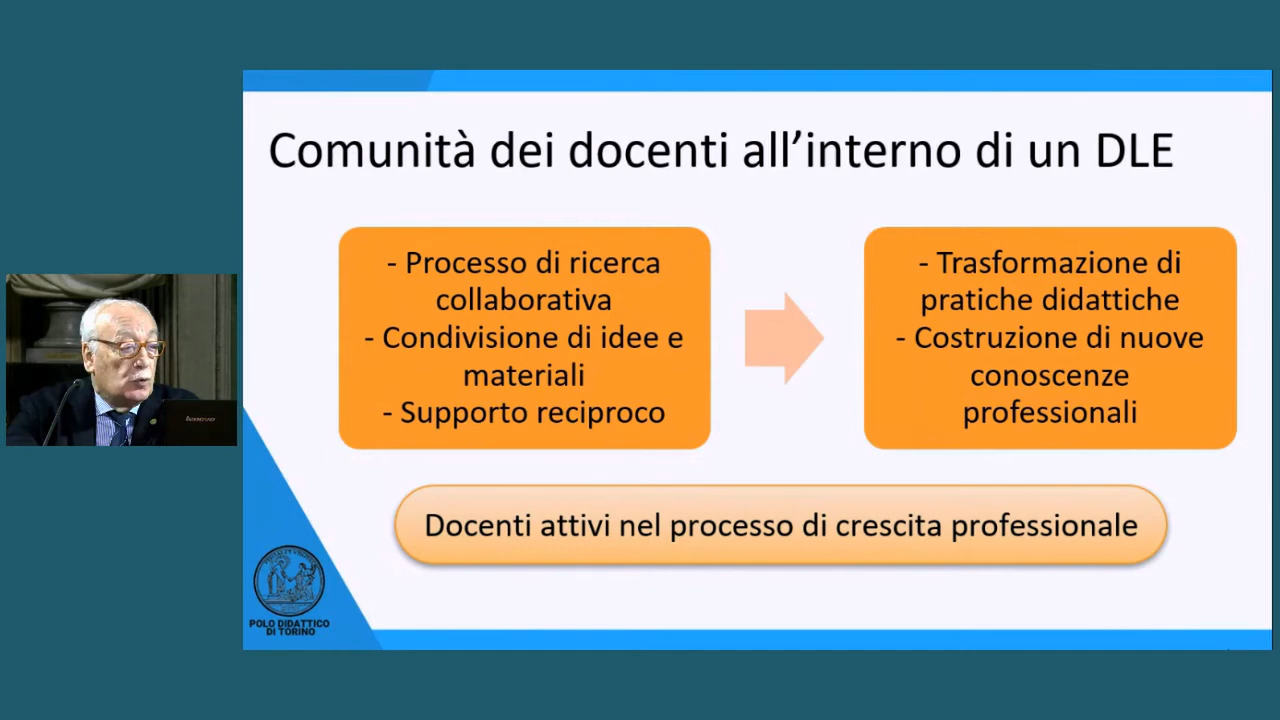 Comunità dei docenti all’interno di un DLE
- Processo di ricerca
collaborativa
- Condivisione di idee e
materiali
- Supporto reciproco
- Trasformazione di
pratiche didattiche
- Costruzione di nuove
conoscenze
professionali
Docenti attivi nel processo di crescita professionale
POLO DIDATTICO
DI TORINO